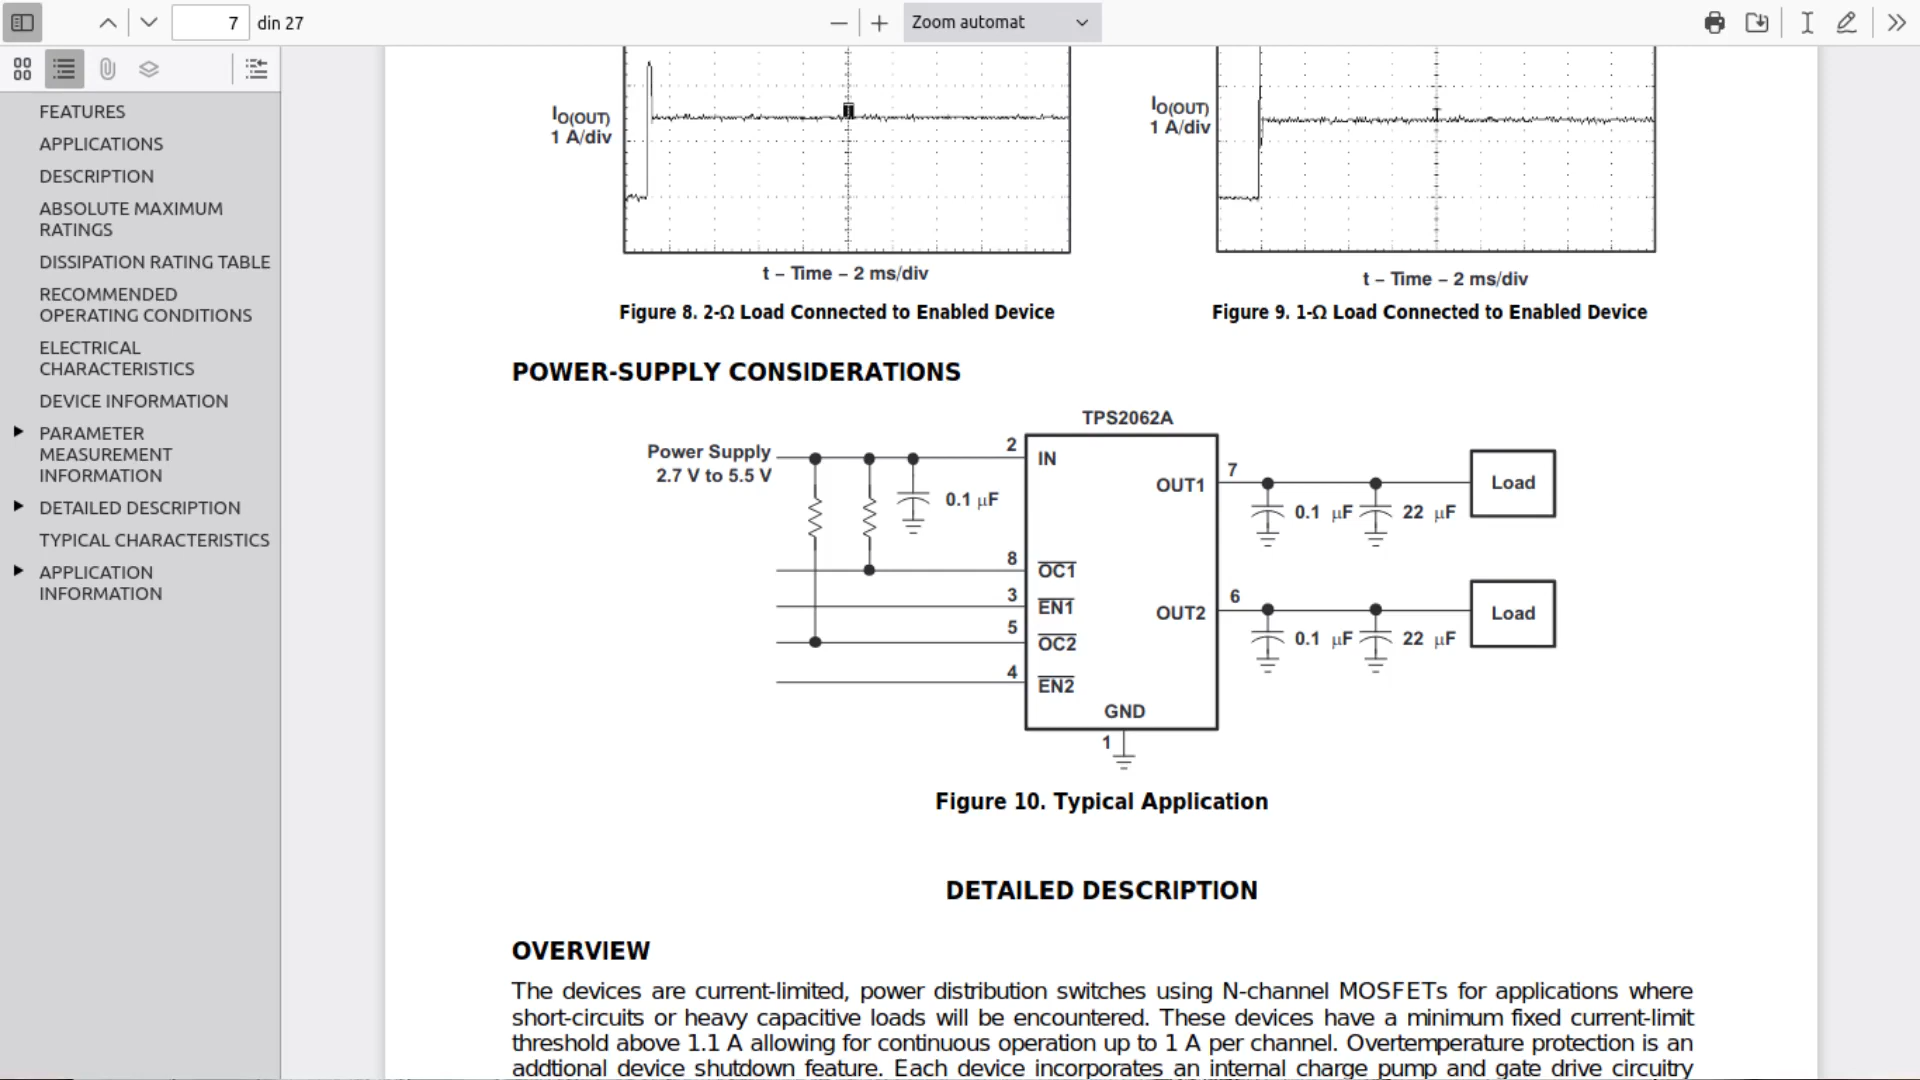 7 din 27
Zoom automat
FEATURES
APPLICATIONS
DESCRIPTION
ABSOLUTE MAXIMUM
RATINGS
DISSIPATION RATING TABLE
RECOMMENDED
OPERATING CONDITIONS
ELECTRICAL
CHARACTERISTICS
DEVICE INFORMATION
PARAMETER
MEASUREMENT
INFORMATION
DETAILED DESCRIPTION
TYPICAL CHARACTERISTICS
APPLICATION
INFORMATION
IO(OUT)
1 A/div
t – Time – 2 ms/div
Figure 8. 2-Ω Load Connected to Enabled Device
IO(OUT)
1 A/div
t – Time – 2 ms/div
Figure 9. 1-Ω Load Connected to Enabled Device
POWER-SUPPLY CONSIDERATIONS
TPS2062A
Power Supply
2.7 V to 5.5 V
0.1 µF
2 IN
8 OC1
3 EN1
5 OC2
4 EN2
GND
1
OUT1 7
0.1 µF 22 µF
Load
OUT2 6
0.1 µF 22 µF
Load
Figure 10. Typical Application
DETAILED DESCRIPTION
OVERVIEW
The devices are current-limited, power distribution switches using N-channel MOSFETs for applications where
short-circuits or heavy capacitive loads will be encountered. These devices have a minimum fixed current-limit
threshold above 1.1 A allowing for continuous operation up to 1 A per channel. Overtemperature protection is an
addtional device shutdown feature. Each device incorporates an internal charge pump and gate drive circuitry